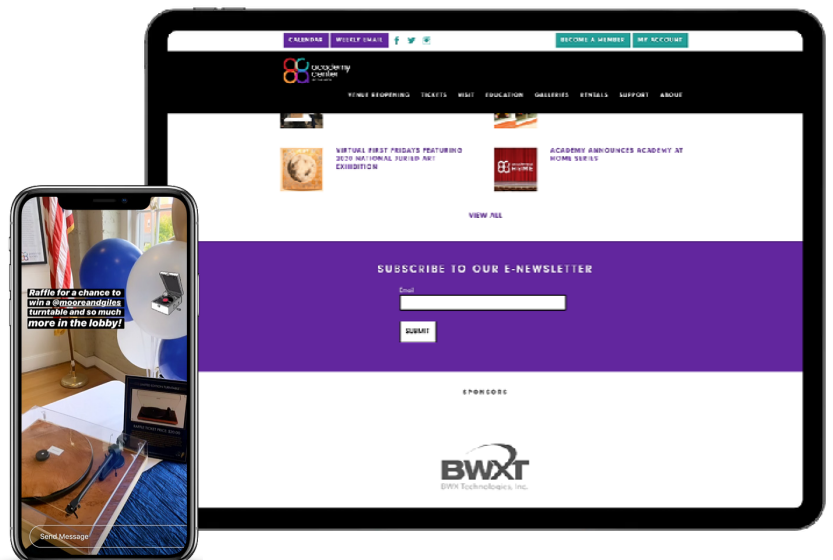 CALENDAR
WEEKLY EMAIL
BECOME A MEMBER
MY ACCOUNT
academy
center
VENUE REOPENING
TICKETS
VISIT
EDUCATION
GALLERIES
RENTALS
SUPPORT
ABOUT
VIRTUAL FIRST FRIDAYS FEATURING
2020 NATIONAL JURIED ART
EXHIBITION
HOME
ACADEMY ANNOUNCES ACADEMY AT
HOME SERIES
VIEW ALL
SUBSCRIBE TO OUR E-NEWSLETTER
Email
SUBMIT
SPONSORS
BWXT
BWX Technologies, Inc.
Raffle for a chance to
win a @mooreandgiles
turntable and so much
more in the lobby!
Send Message